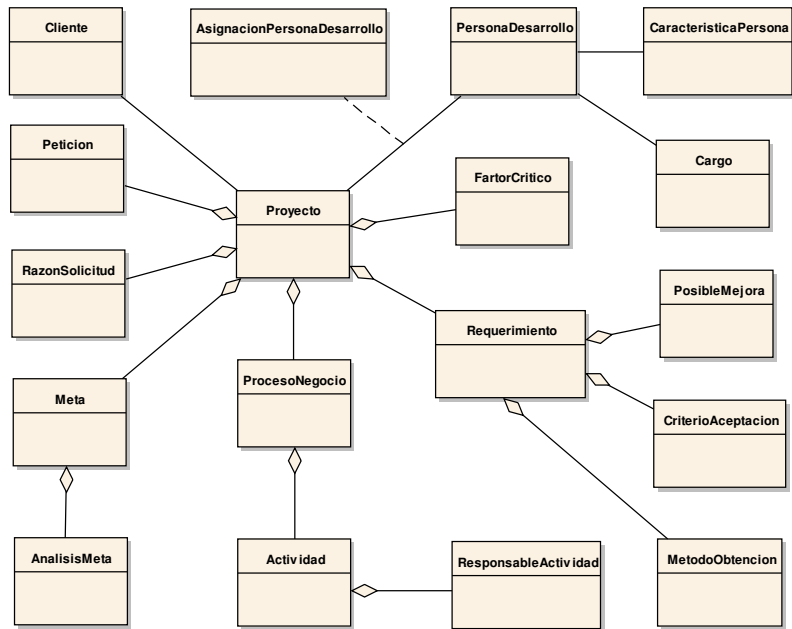 Cliente
AsignacionPersonaDesarrollo
PersonaDesarrollo
CaracteristicaPersona
Peticion
Cargo
FartorCritico
Proyecto
RazonSolicitud
PosibleMejora
Requerimiento
Meta
ProcesoNegocio
CriterioAceptacion
AnalisisMeta
Actividad
ResponsableActividad
MetodoObtencion